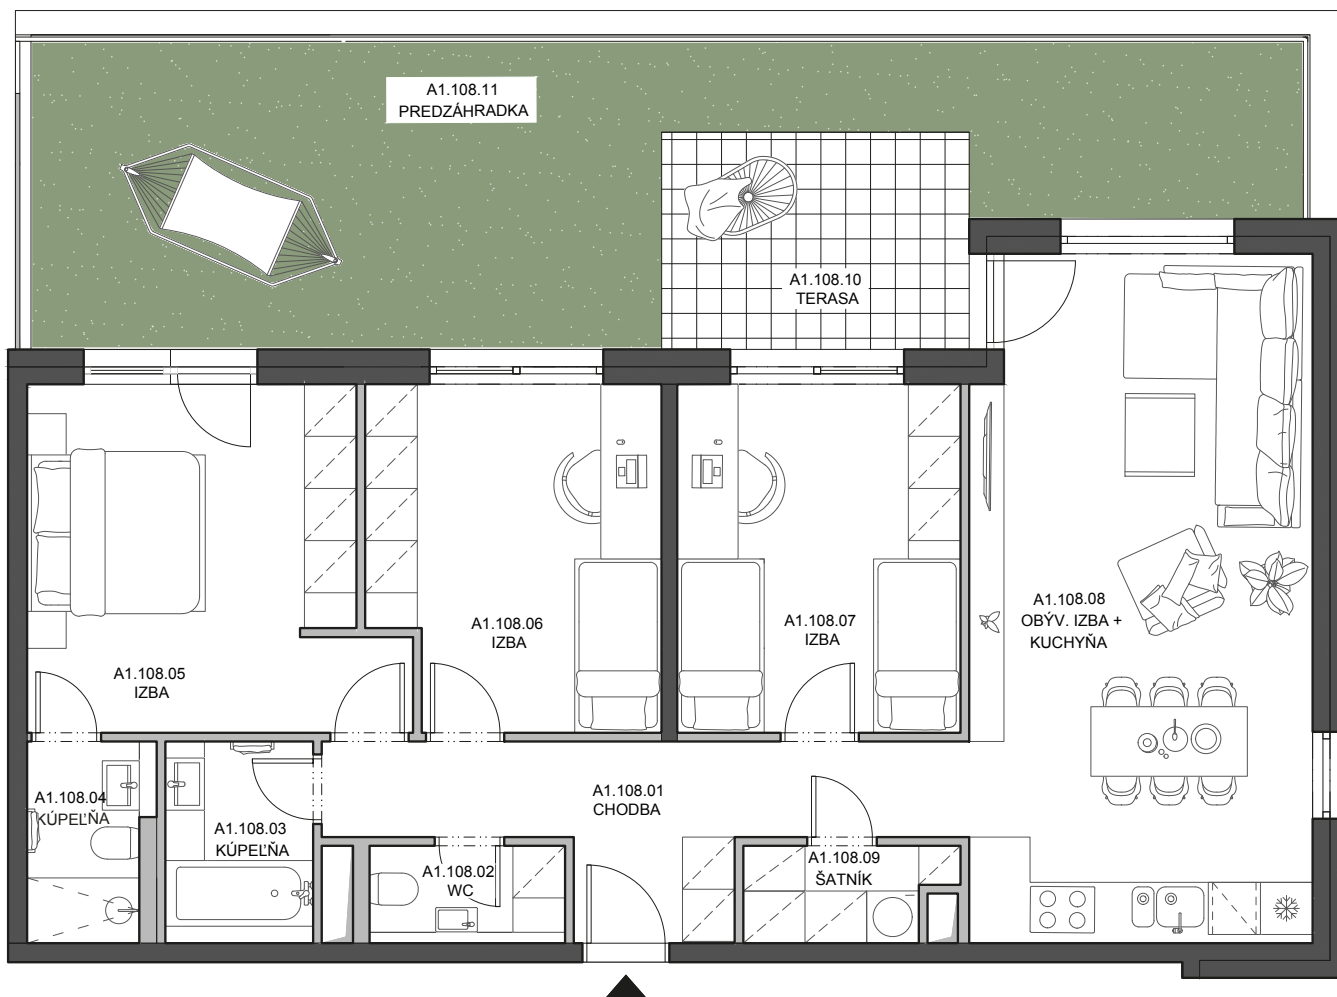 A1.108.11
PREDZÁHRADKA
A1.108.10
TERASA
A1.108.08
OBÝV. IZBA +
KUCHYŇA
A1.108.06
IZBA
A1.108.07
IZBA
A1.108.05
IZBA
A1.108.04
KÚPEĽŇA
A1.108.03
KÚPEĽŇA
A1.108.01
CHODBA
A1.108.02
WC
A1.108.09
ŠATNÍK